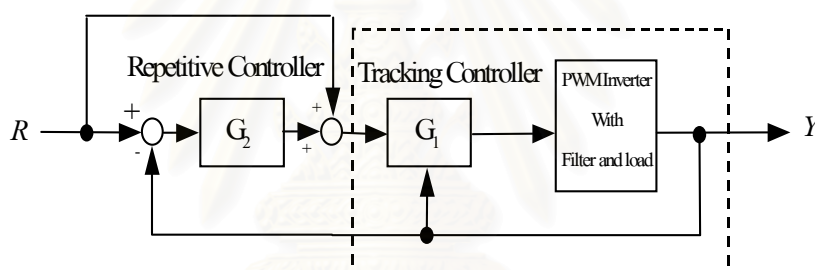 Repetitive Controller
Tracking Controller
R
+
-
G2
+
+
G1
PWM Inverter
With
Filter and load
Y